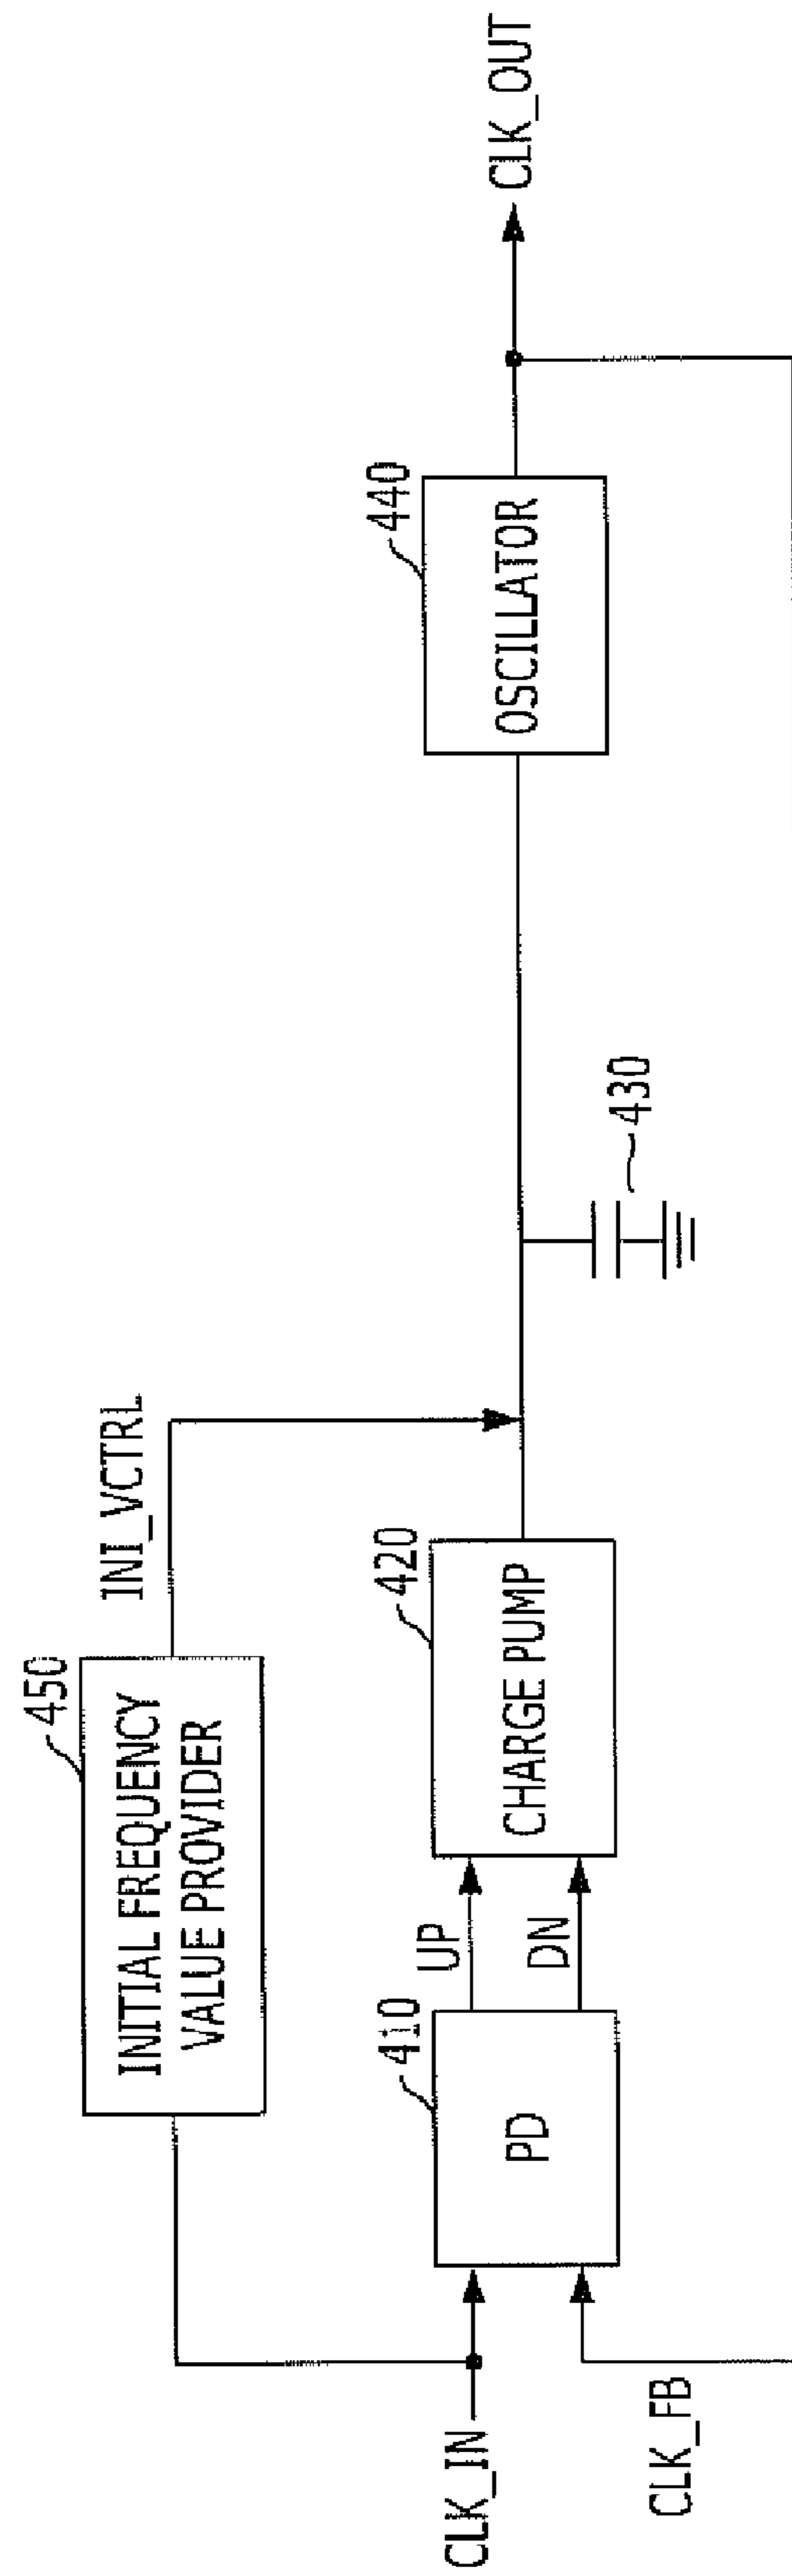 450
INITIAL FREQUENCY
VALUE PROVIDER
INI_VCTRL
CLK_IN
CLK_FB
410
PD
UP
DN
420
CHARGE PUMP
430
440
OSCILLATOR
CLK_OUT